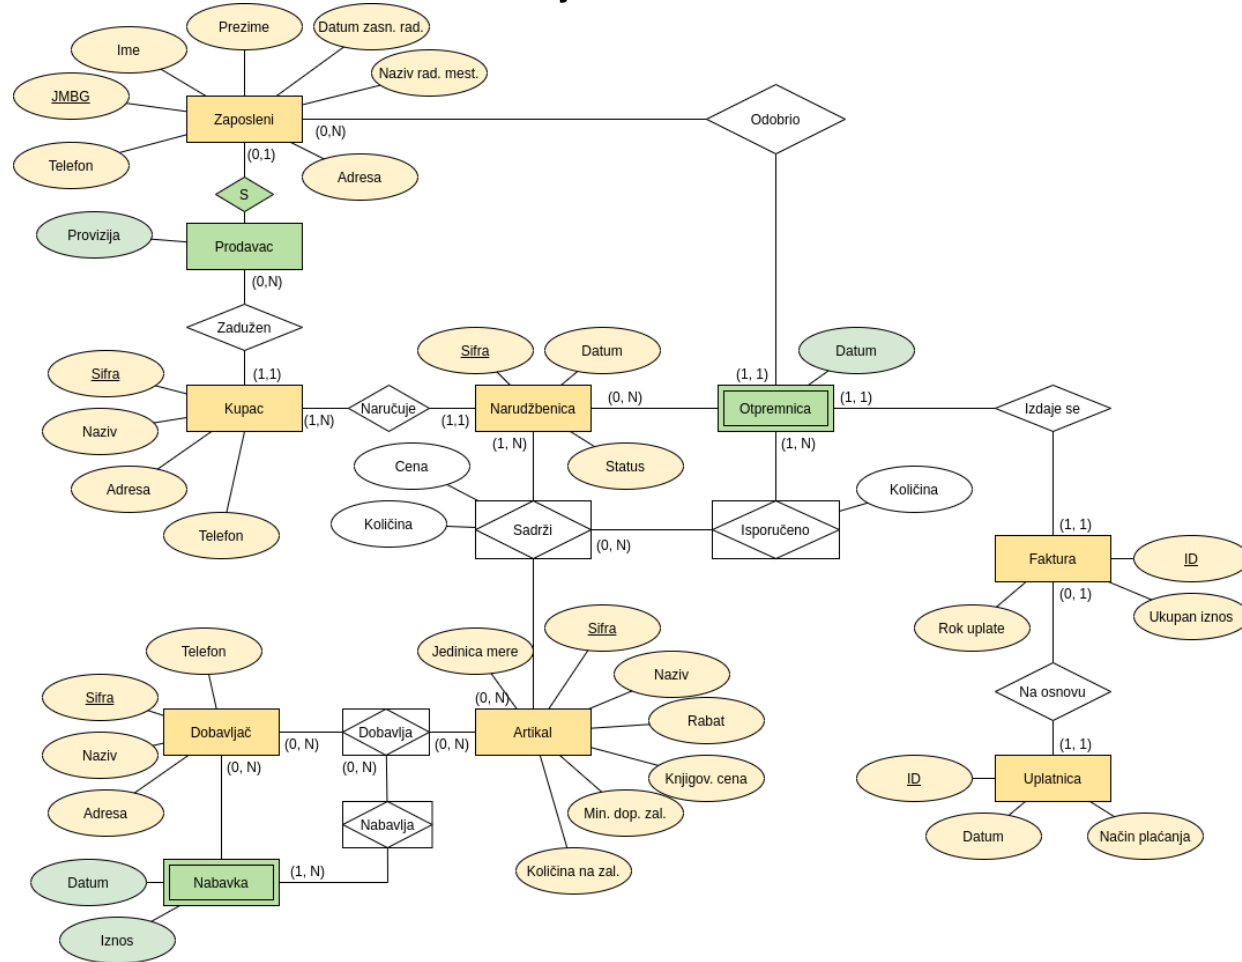 Prezime
Datum zasn. rad.
Ime
Naziv rad. mest.
JMBG
Zaposleni
(0,N)
Odobrio
(0,1)
Telefon
Adresa
S
Provizija
Prodavac
(0,N)
Zadužen
Sifra
Datum
Datum
(1,1)
(1, 1)
Sifra
Kupac
Naručuje
Narudžbenica
(0, N)
Otpremnica
(1, 1)
Izdaje se
(1,N)
(1,1)
Naziv
(1, N)
(1, N)
Cena
Status
Adresa
Količina
Količina
Sadrži
Isporučeno
(1, 1)
Telefon
(0, N)
Faktura
ID
(0, 1)
Ukupan iznos
Rok uplate
Sifra
Telefon
Jedinica mere
Naziv
Na osnovu
Sifra
(0, N)
Rabat
Dobavljač
Dobavlja
Artikal
(0, N)
(0, N)
(1, 1)
Naziv
(0, N)
(0, N)
Knjigov. cena
ID
Uplatnica
Adresa
Min. dop. zal.
Nabavlja
Datum
Način plaćanja
(1, N)
Količina na zal.
Datum
Nabavka
Iznos